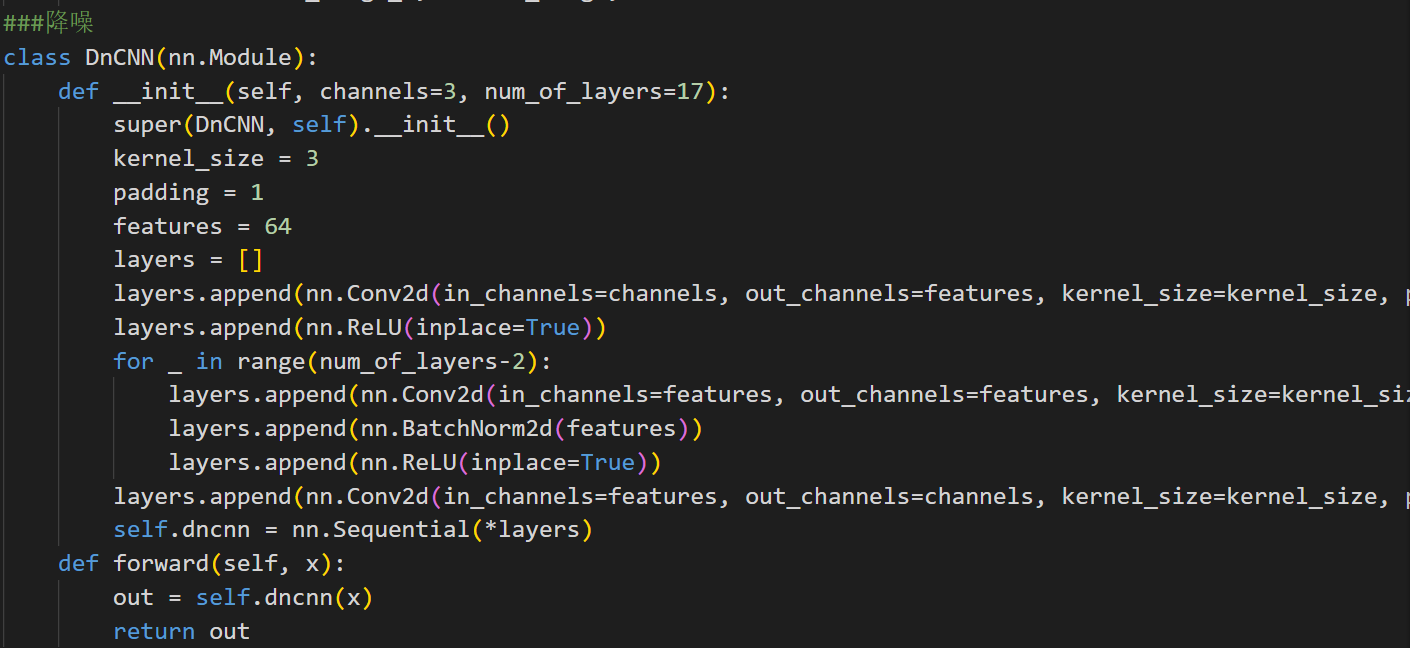 ###降噪
class DnCNN(nn.Module):
    def __init__(self, channels=3, num_of_layers=17):
        super(DnCNN, self).__init__()
        kernel_size = 3
        padding = 1
        features = 64
        layers = []
        layers.append(nn.Conv2d(in_channels=channels, out_channels=features, kernel_size=kernel_size,
        layers.append(nn.ReLU(inplace=True))
        for _ in range(num_of_layers-2):
            layers.append(nn.Conv2d(in_channels=features, out_channels=features, kernel_size=kernel_siz
            layers.append(nn.BatchNorm2d(features))
            layers.append(nn.ReLU(inplace=True))
        layers.append(nn.Conv2d(in_channels=features, out_channels=channels, kernel_size=kernel_size,
        self.dncnn = nn.Sequential(*layers)
    def forward(self, x):
        out = self.dncnn(x)
        return out